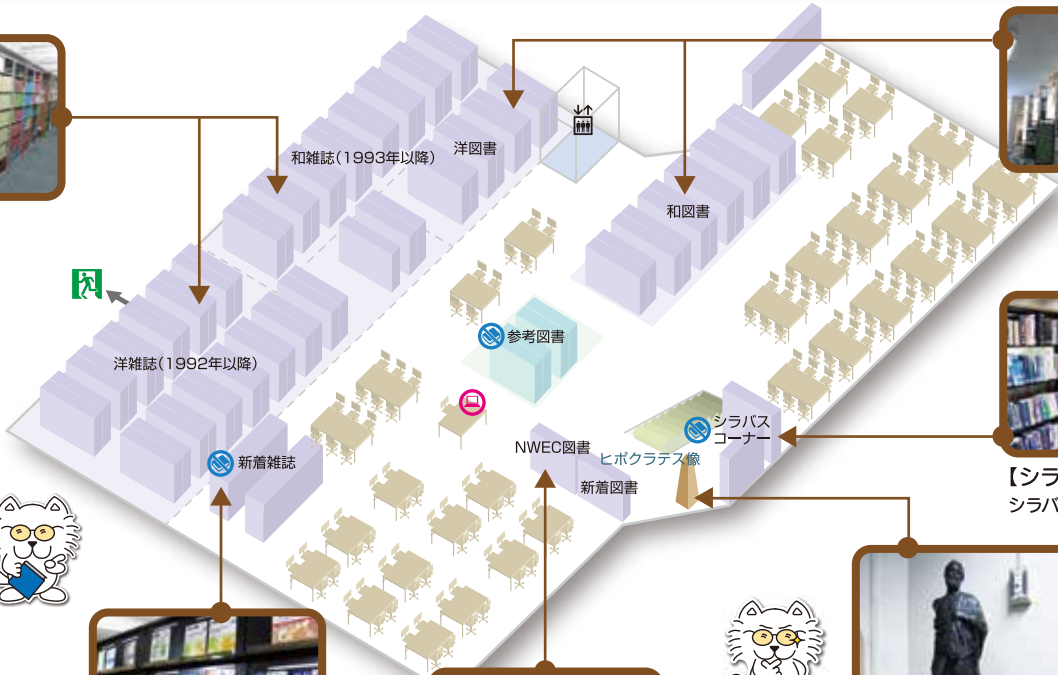 和雑誌(1993年以降)
洋図書
和図書
参考図書
洋雑誌(1992年以降)
シラバス
コーナー
NWEC図書
ヒポクラテス像
新着雑誌
新着図書
【シラ
シラバ